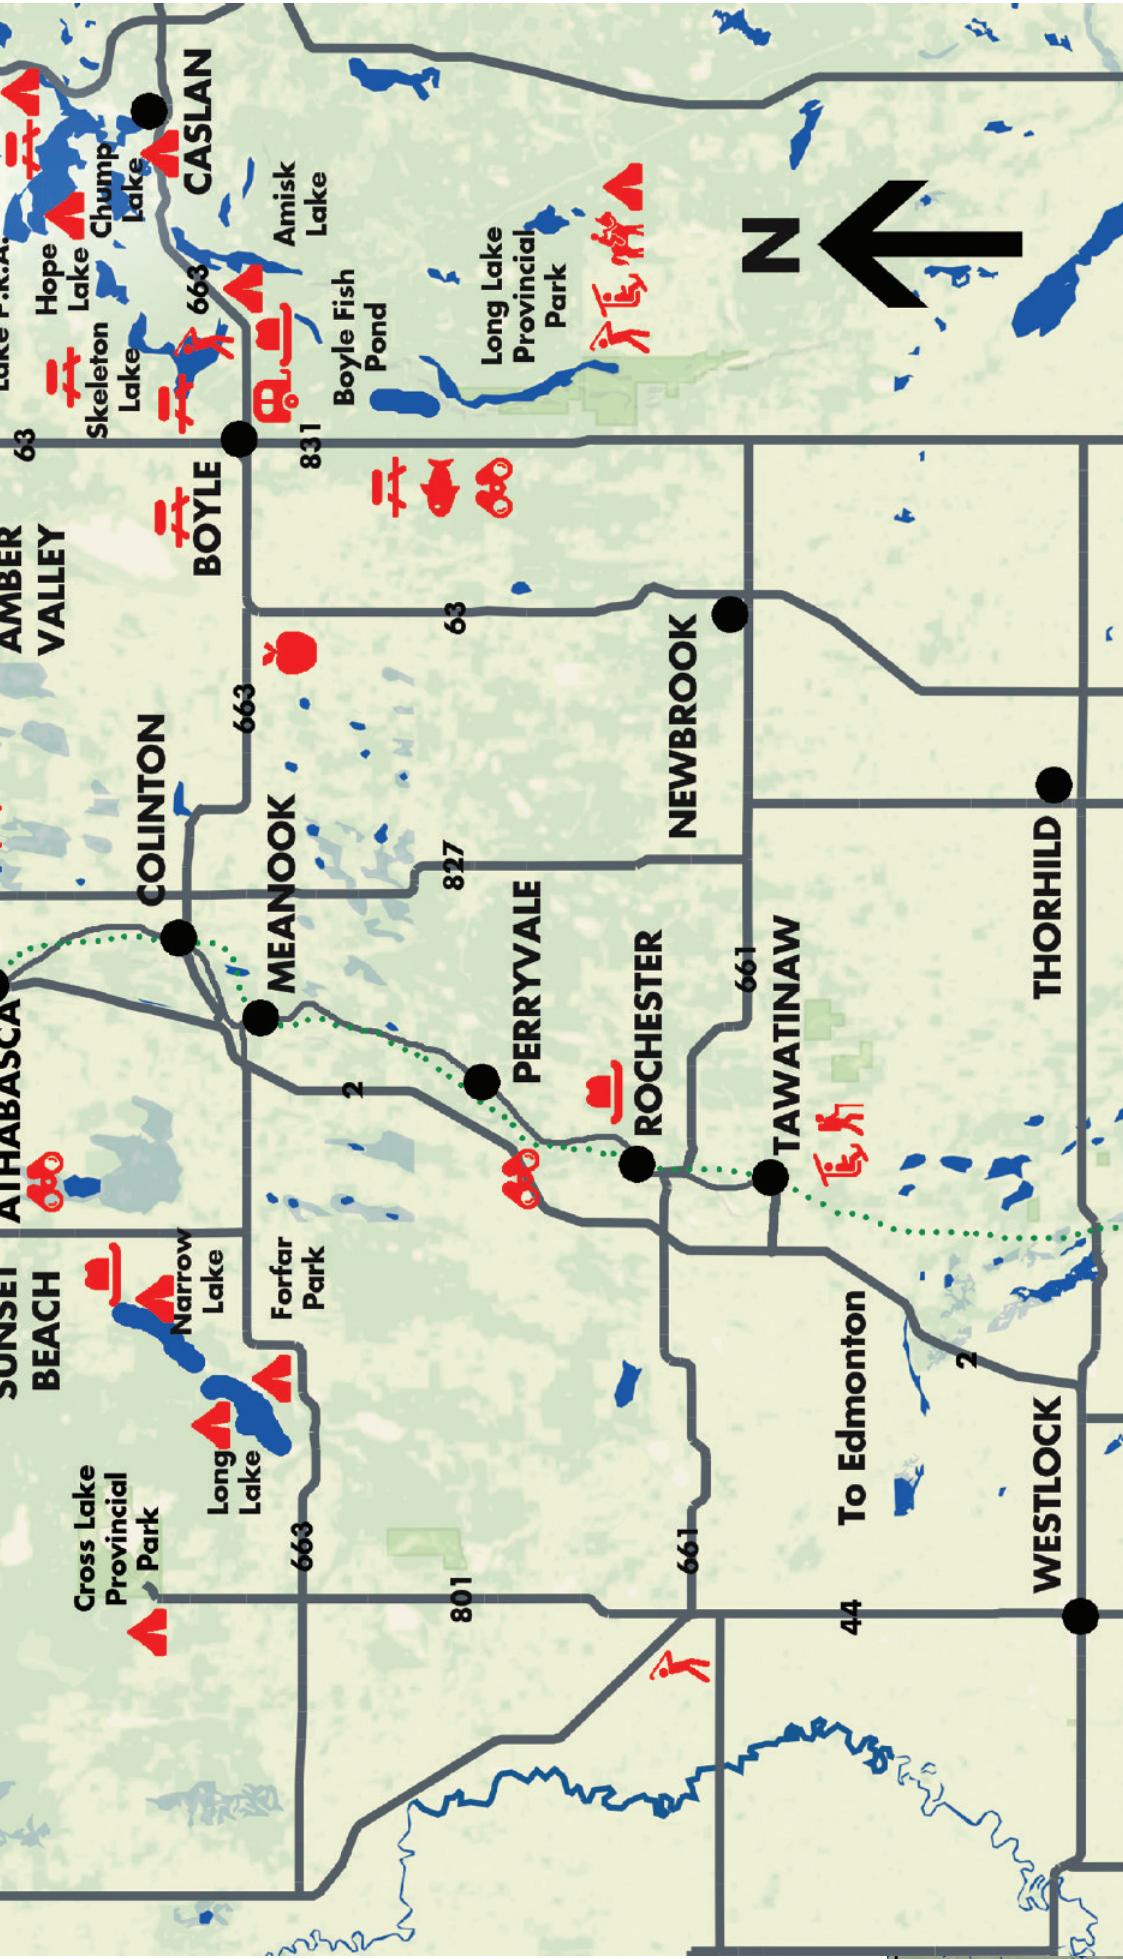 SUNSET
BEACH
ATHABASCA
AMBER
VALLEY
63
Lake P.R.A.
Cross Lake
Provincial
Park
Narrow
Lake
Long
Lake
Forfar
Park
COLINTON
MEANOOK
BOYLE
Skeleton
Lake
Hope
Lake
Chump
Lake
CASLAN
663
663
663
831
Amisk
Lake
Boyle Fish
Pond
Long Lake
Provincial
Park
801
2
827
63
PERRYVALE
ROCHESTER
NEWBROOK
661
661
TAWATINAW
N
44
To Edmonton
2
WESTLOCK
THORHILD